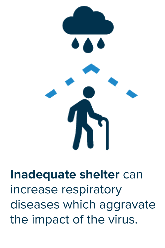 Inadequate shelter can
increase respiratory
diseases which aggravate
the impact of the virus.